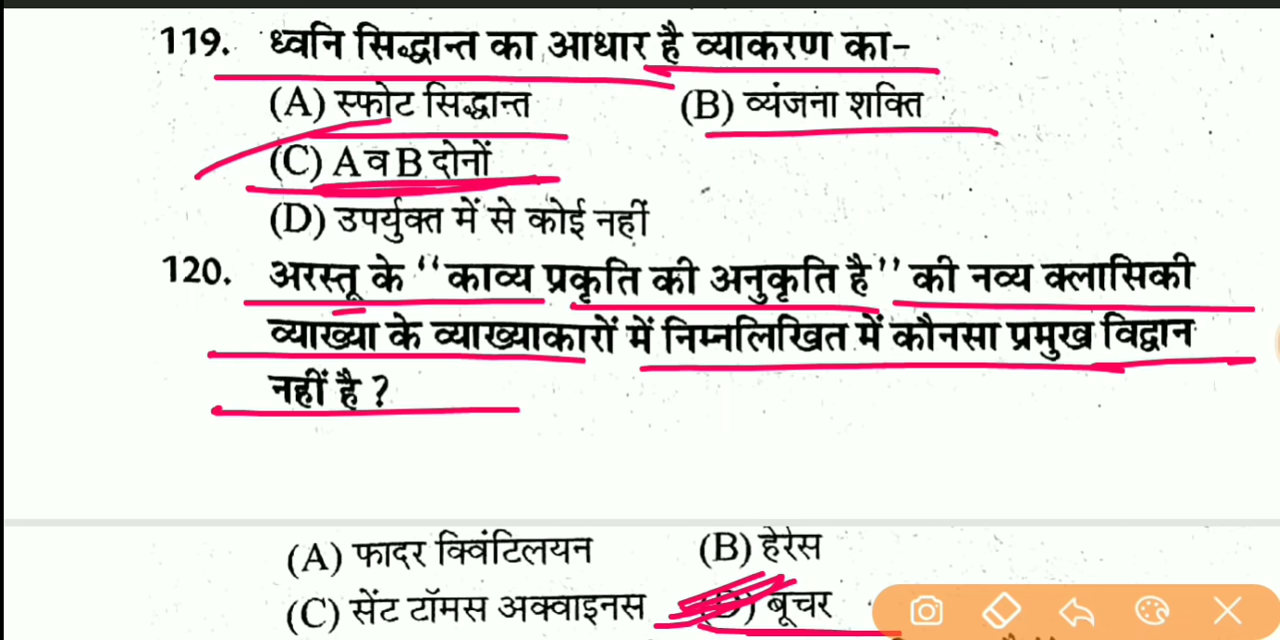 119. ध्वनि सिद्धान्त का आधार है व्याकरण का-
(A) स्फोट सिद्धान्त (B) व्यंजना शक्ति
(C) A व B दोनों
(D) उपर्युक्त में से कोई नहीं
120. अरस्तू के "काव्य प्रकृति की अनुकृति है" की नव्य क्लासिकी
व्याख्या के व्याख्याकारों में निम्नलिखित में कौनसा प्रमुख विद्वान
नहीं है ?
(A) फादर क्विंटिलयन (B) हेरेस
(C) सेंट टॉमस अक्वाइनस (D) बूचर